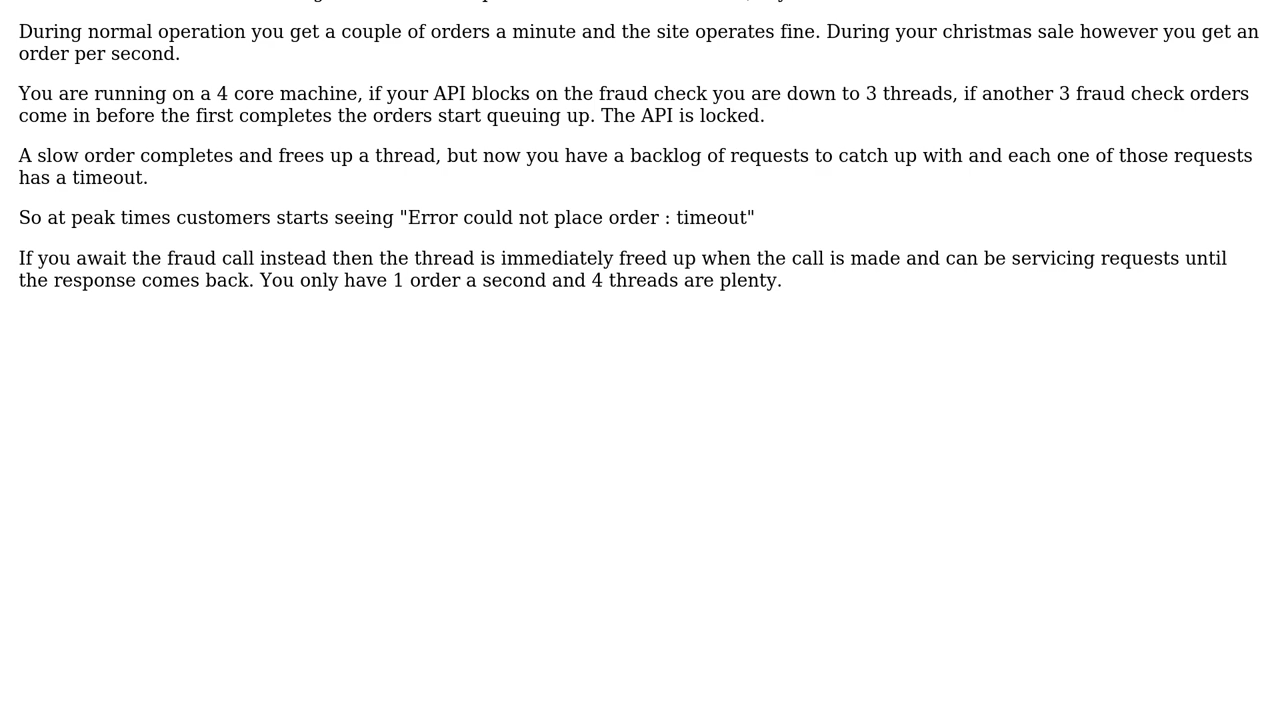 During normal operation you get a couple of orders a minute and the site operates fine. During your christmas sale however you get an
order per second.
You are running on a 4 core machine, if your API blocks on the fraud check you are down to 3 threads, if another 3 fraud check orders
come in before the first completes the orders start queuing up. The API is locked.
A slow order completes and frees up a thread, but now you have a backlog of requests to catch up with and each one of those requests
has a timeout.
So at peak times customers starts seeing "Error could not place order : timeout"
If you await the fraud call instead then the thread is immediately freed up when the call is made and can be servicing requests until
the response comes back. You only have 1 order a second and 4 threads are plenty.